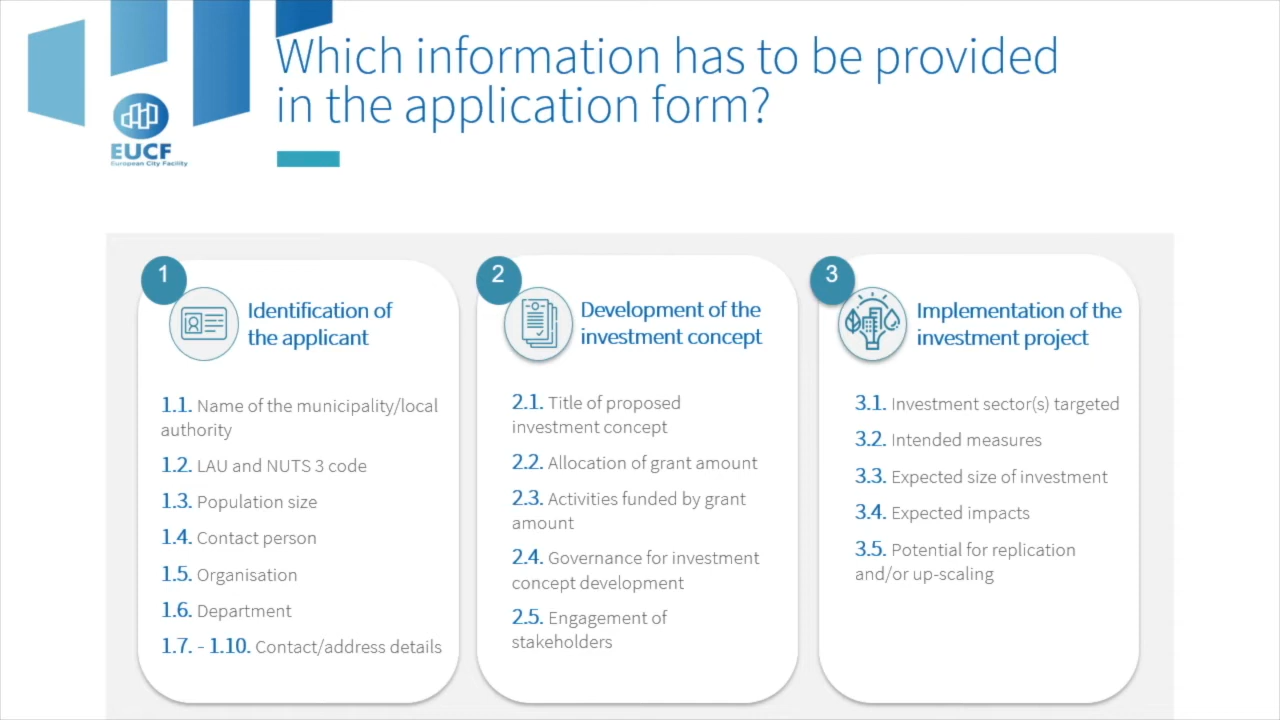 Which information has to be provided
in the application form?
EUCF
European City Facility
1
Identification of
the applicant
1.1. Name of the municipality/local
authority
1.2. LAU and NUTS 3 code
1.3. Population size
1.4. Contact person
1.5. Organisation
1.6. Department
1.7. - 1.10. Contact/address details
2
Development of the
investment concept
2.1. Title of proposed
investment concept
2.2. Allocation of grant amount
2.3. Activities funded by grant
amount
2.4. Governance for investment
concept development
2.5. Engagement of
stakeholders
3
Implementation of the
investment project
3.1. Investment sector(s) targeted
3.2. Intended measures
3.3. Expected size of investment
3.4. Expected impacts
3.5. Potential for replication
and/or up-scaling